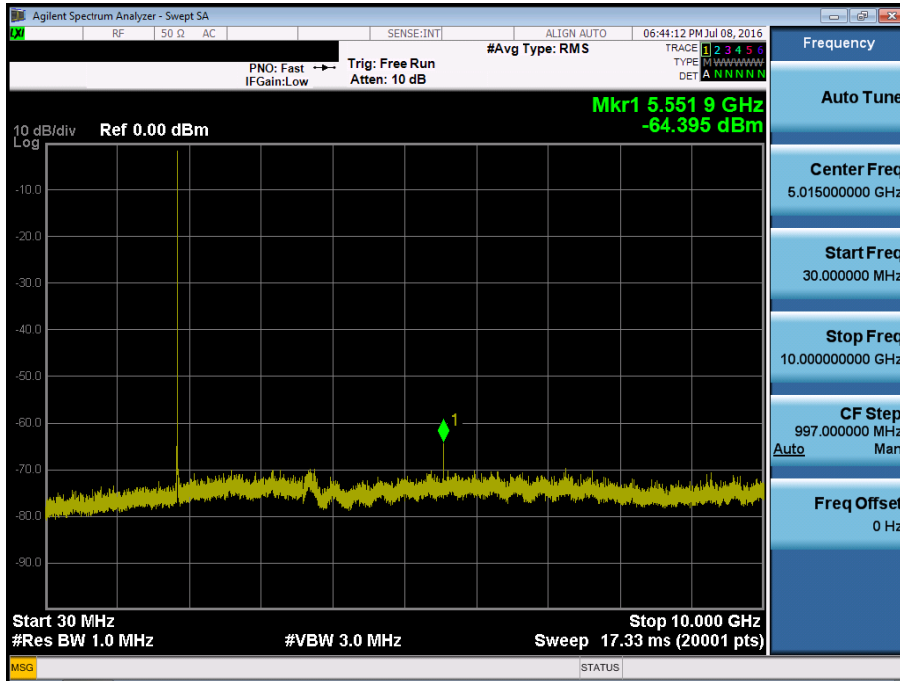 Agilent Spectrum Analyzer - Swept SA
LXI RF 50 Ω AC SENSE:INT ALIGN AUTO 06:44:12 PM Jul 08, 2016
#Avg Type: RMS
TRACE 1 2 3 4 5 6
PNO: Fast Trig: Free Run
TYPE M WWWWW
IFGain:Low Atten: 10 dB
DET A N N N N N
Mkr1 5.551 9 GHz
-64.395 dBm
10 dB/div Ref 0.00 dBm
Log
-10.0
-20.0
-30.0
-40.0
-50.0
-60.0
-70.0
-80.0
-90.0
1
Start 30 MHz Stop 10.000 GHz
#Res BW 1.0 MHz #VBW 3.0 MHz Sweep 17.33 ms (20001 pts)
MSG STATUS
Frequency
Auto Tune
Center Freq
5.015000000 GHz
Start Freq
30.000000 MHz
Stop Freq
10.000000000 GHz
CF Step
997.000000 MHz
Auto Man
Freq Offset
0 Hz